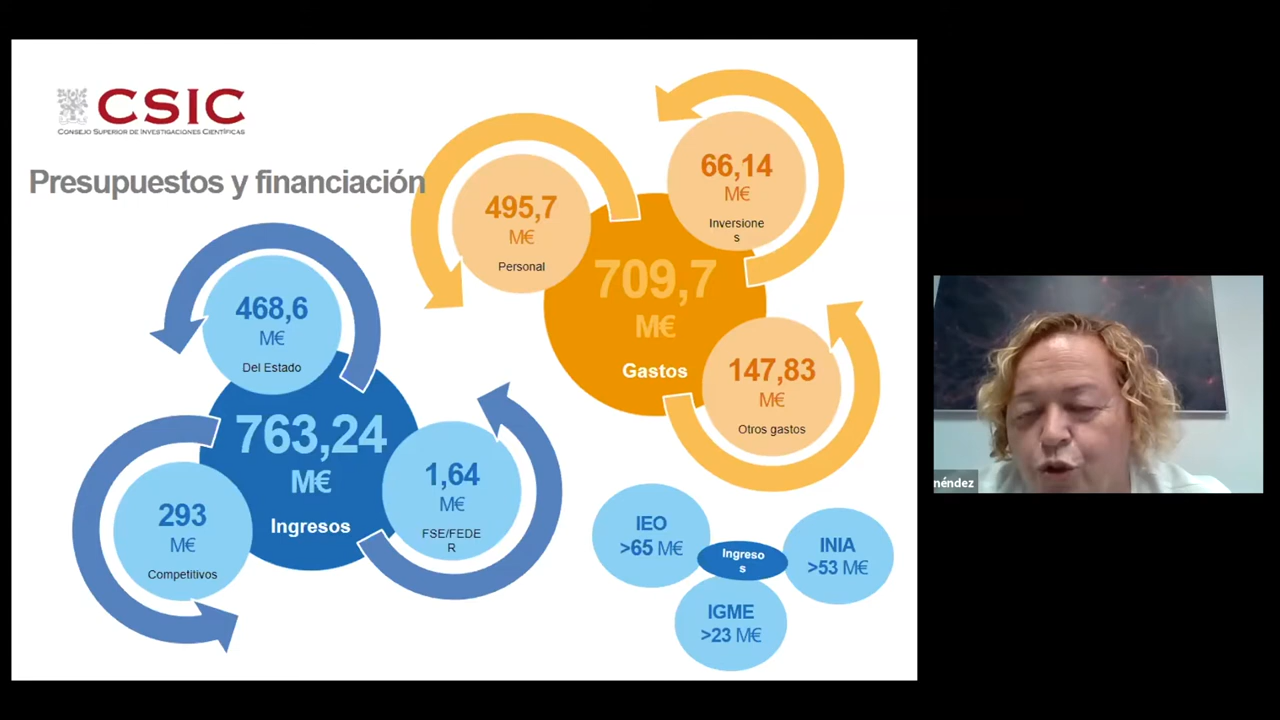 CSIC
CONSEJO SUPERIOR DE INVESTIGACIONES CIENTÍFICAS
Presupuestos y financiación
468,6
M€
Del Estado
763,24
M€
Ingresos
293
M€
Competitivos
1,64
M€
FSE/FEDE
R
495,7
M€
Personal
66,14
M€
Inversione
s
709,7
M€
Gastos
147,83
M€
Otros gastos
IEO
>65 M€
Ingreso
s
INIA
>53 M€
IGME
>23 M€
néndez